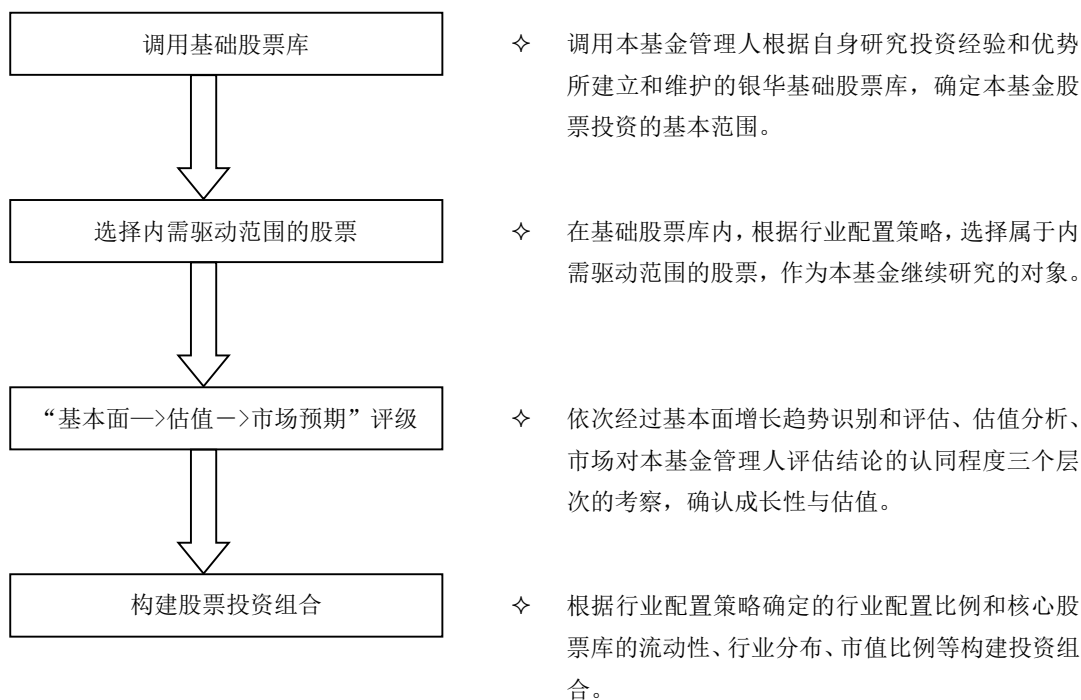 调用基础股票库
✧ 调用本基金管理人根据自身研究投资经验和优势
所建立和维护的银华基础股票库，确定本基金股
票投资的基本范围。
选择内需驱动范围的股票
✧ 在基础股票库内，根据行业配置策略，选择属于内
需驱动范围的股票，作为本基金继续研究的对象。
“基本面—>估值－>市场预期”评级
✧ 依次经过基本面增长趋势识别和评估、估值分析、
市场对本基金管理人评估结论的认同程度三个层
次的考察，确认成长性与估值。
构建股票投资组合
✧ 根据行业配置策略确定的行业配置比例和核心股
票库的流动性、行业分布、市值比例等构建投资组
合。